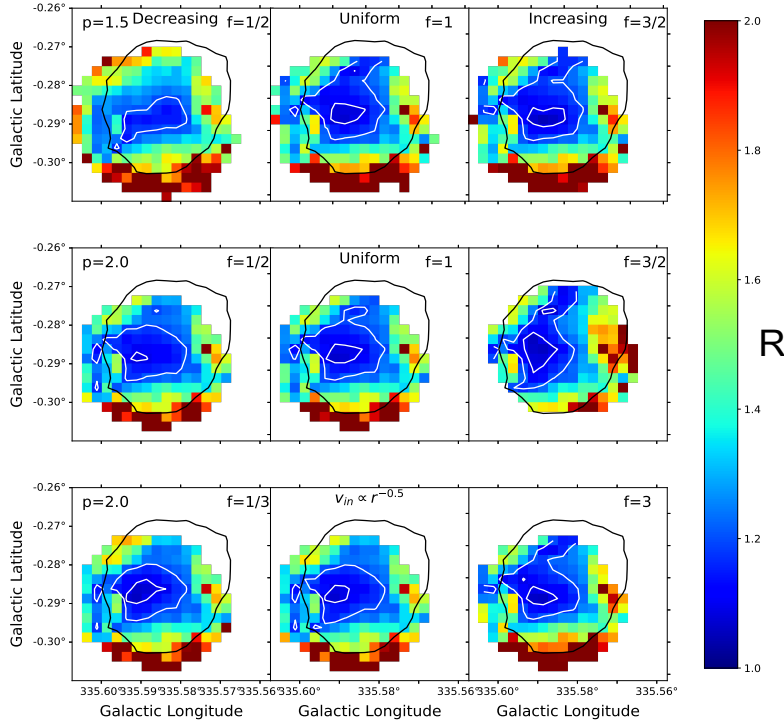 Decreasing Uniform Increasing
-0.26° p=1.5 f=1/2 f=1 f=3/2 2.0
-0.28°
-0.30°
Galactic Latitude
1.8
-0.26° p=2.0 f=1/2 Uniform f=1 f=3/2
1.6
-0.27°
-0.28°
-0.29°
-0.30°
Galactic Latitude
R
1.4
-0.26° p=2.0 f=1/3 v_in ∝ r^-0.5 f=3
1.2
-0.27°
-0.28°
-0.29°
-0.30°
Galactic Latitude
1.0
335.60° 335.59° 335.58° 335.57° 335.56° 335.60° 335.58° 335.56° 335.60° 335.58° 335.56°
Galactic Longitude Galactic Longitude Galactic Longitude